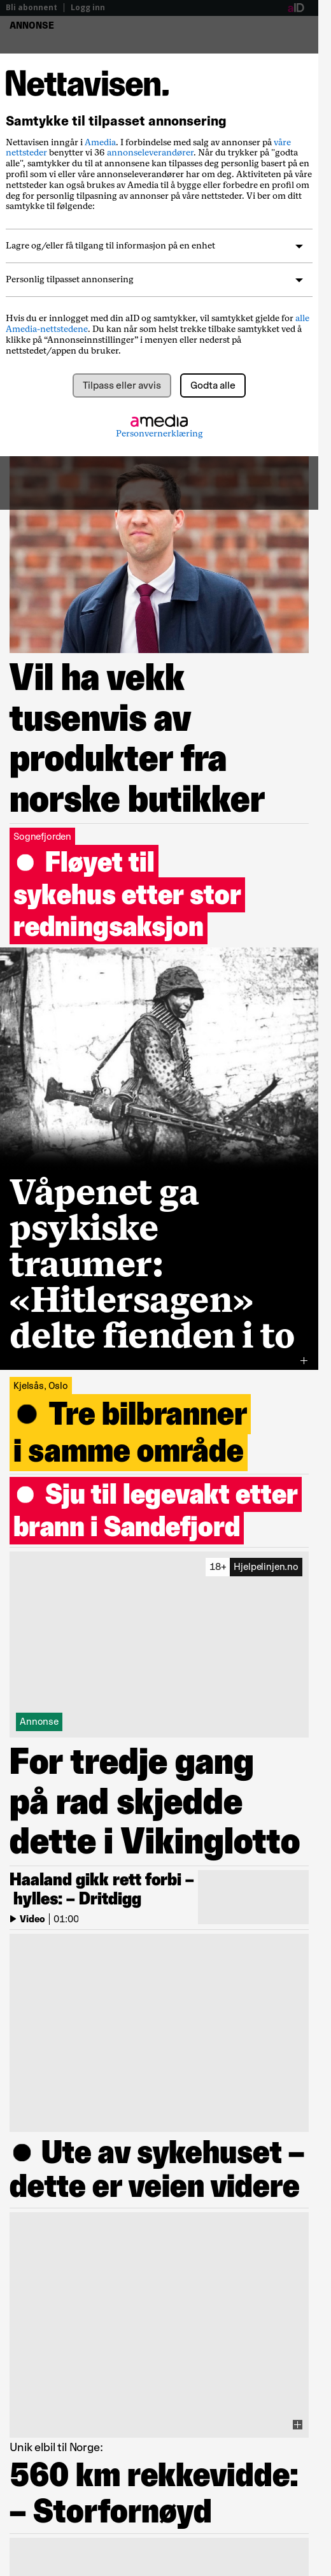 Bli abonnent | Logg inn aID
ANNONSE
Nettavisen.
Samtykke til tilpasset annonsering
Nettavisen ingår i Amedia. I forbindelse med salg av annonser på våre
nettsteder benytter vi 36 annonseleverandører. Når du trykker på "godta
alle", samtykker du til at annonsene kan tilpasses deg personlig basert på en
profil som vi eller våre annonseleverandører har om deg. Aktiviteten på våre
nettsider kan også brukes av Amedia til å bygge eller forbedre en profil om
deg for personlig tilpasning av annonser på våre nettsteder. Vi ber om ditt
samtykke til følgende:
Lagre og/eller få tilgang til informasjon på en enhet
Personlig tilpasset annonsering
Hvis du er innlogget med din aID og samtykker, vil samtykket gjelde for alle
Amedia-nettstedene. Du kan når som helst trekke tilbake samtykket ved å
klikke på “Annonseinnstillinger” i menyen eller nederst på
nettstedet/appen du bruker.
Tilpass eller avvis Godta alle
amedia
Personvernerklæring
Vil ha vekk
tusenvis av
produkter fra
norske butikker
Sognefjorden
● Fløyet til
sykehus etter stor
redningsaksjon
Våpenet ga
psykiske
traumer:
«Hitlersagen»
delte fienden i to
Kjelsås, Oslo
● Tre bilbranner
i samme område
● Sju til legevakt etter
brann i Sandefjord
18+ Hjelpelinjen.no
Annonse
For tredje gang
på rad skjedde
dette i Vikinglotto
Haaland gikk rett forbi –
hylles: – Dritdigg
Video | 01:00
● Ute av sykehuset –
dette er veien videre
Unik elbil til Norge:
560 km rekkevidde:
– Storfornøyd